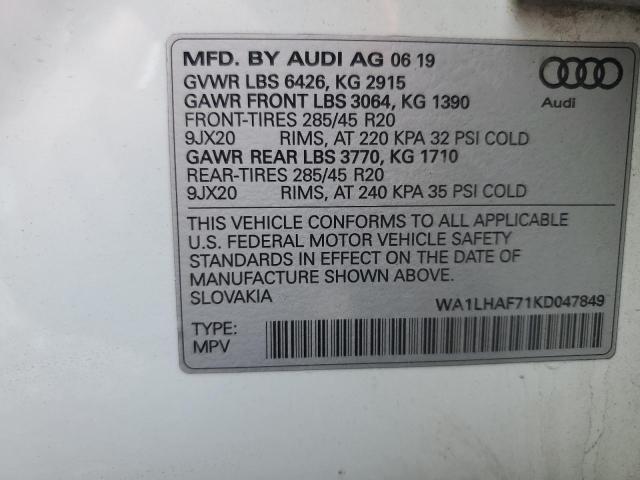 MFD. BY AUDI AG 06 19
GVWR LBS 6426, KG 2915
GAWR FRONT LBS 3064, KG 1390
FRONT-TIRES 285/45 R20
9JX20 RIMS, AT 220 KPA 32 PSI COLD
GAWR REAR LBS 3770, KG 1710
REAR-TIRES 285/45 R20
9JX20 RIMS, AT 240 KPA 35 PSI COLD
Audi
THIS VEHICLE CONFORMS TO ALL APPLICABLE
U.S. FEDERAL MOTOR VEHICLE SAFETY
STANDARDS IN EFFECT ON THE DATE OF
MANUFACTURE SHOWN ABOVE.
SLOVAKIA
WA1LHAF71KD047849
TYPE:
MPV